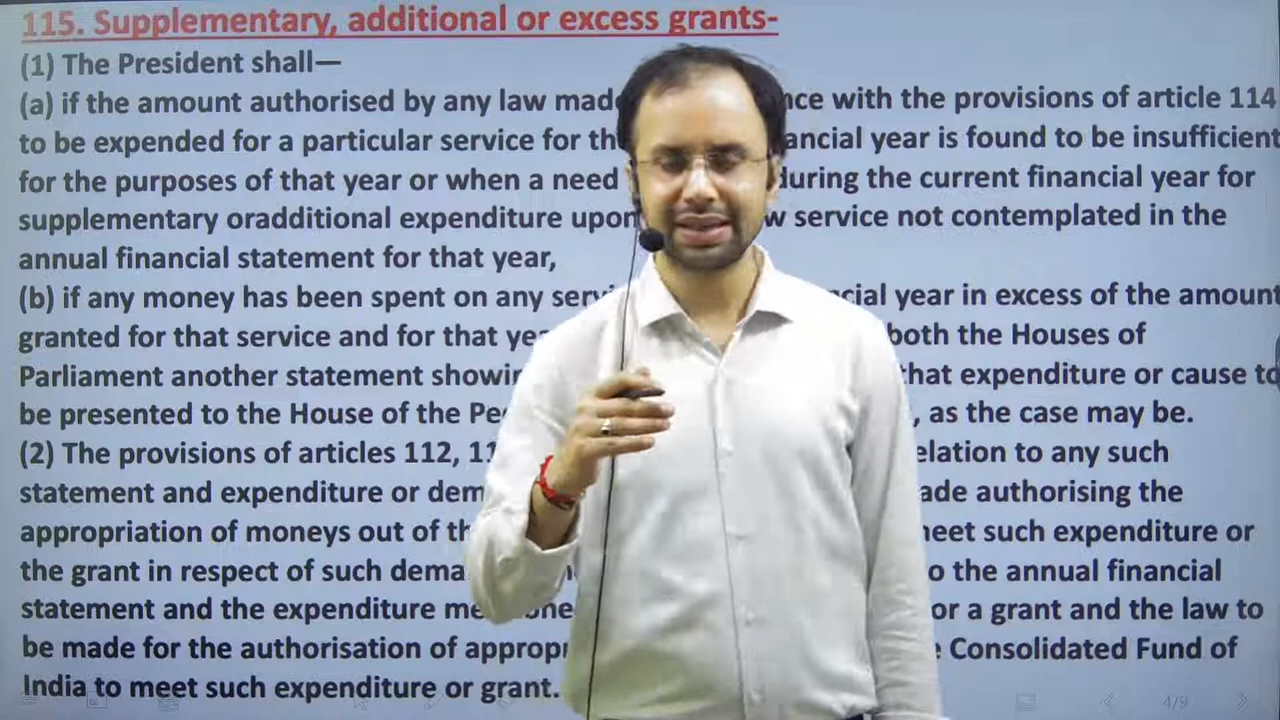 115. Supplementary, additional or excess grants-
(1) The President shall—
(a) if the amount authorised by any law mad nce with the provisions of article 114
to be expended for a particular service for th ancial year is found to be insufficient
for the purposes of that year or when a need during the current financial year for
supplementary oradditional expenditure upon w service not contemplated in the
annual financial statement for that year,
(b) if any money has been spent on any servi cial year in excess of the amount
granted for that service and for that ye both the Houses of
Parliament another statement showin that expenditure or cause to
be presented to the House of the Pe , as the case may be.
(2) The provisions of articles 112, 11 elation to any such
statement and expenditure or dem ade authorising the
appropriation of moneys out of th eet such expenditure or
the grant in respect of such dema o the annual financial
statement and the expenditure me one or a grant and the law to
be made for the authorisation of approp Consolidated Fund of
India to meet such expenditure or grant.
4/9